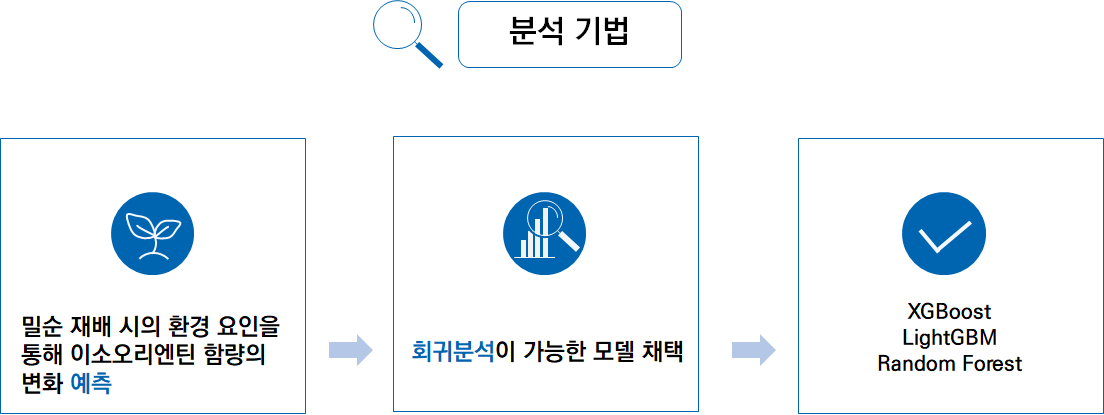 분석 기법
밀순 재배 시의 환경 요인을
통해 이소오리엔틴 함량의
변화 예측
회귀분석이 가능한 모델 채택
XGBoost
LightGBM
Random Forest